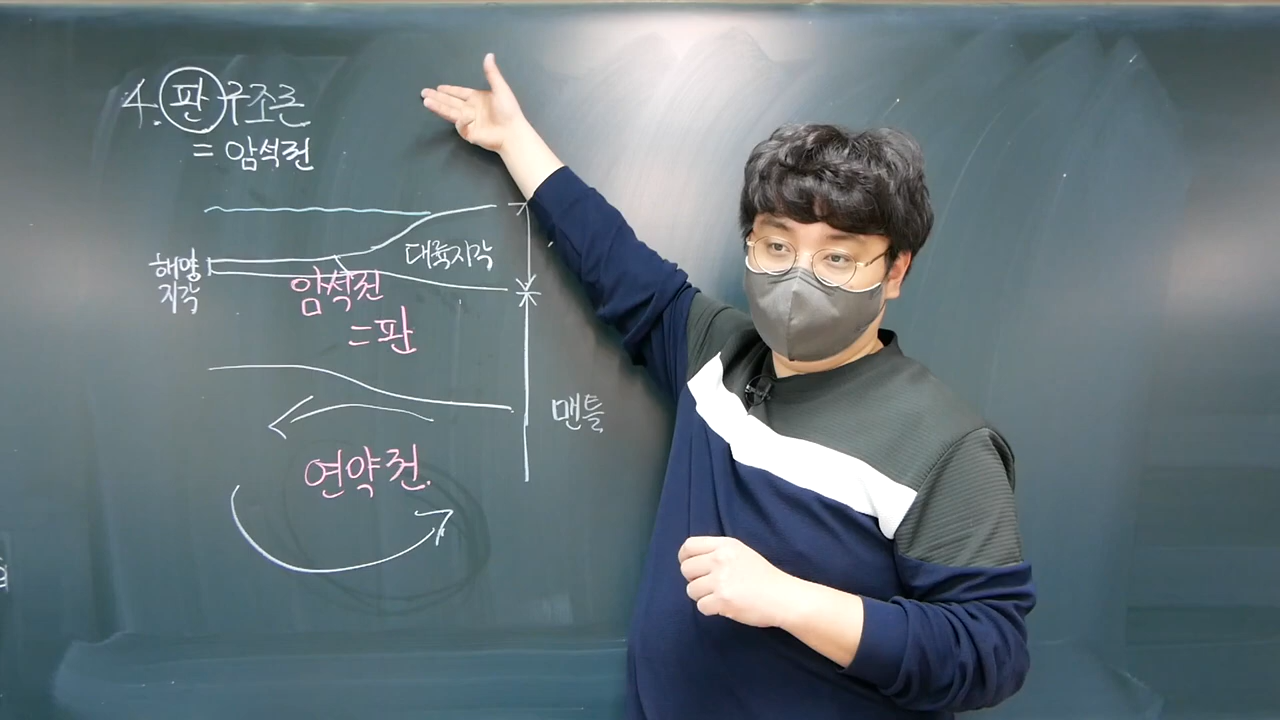 4. 판구조론
= 암석권
해양
지각
대륙지각
암석권
= 판
맨틀
연약권.